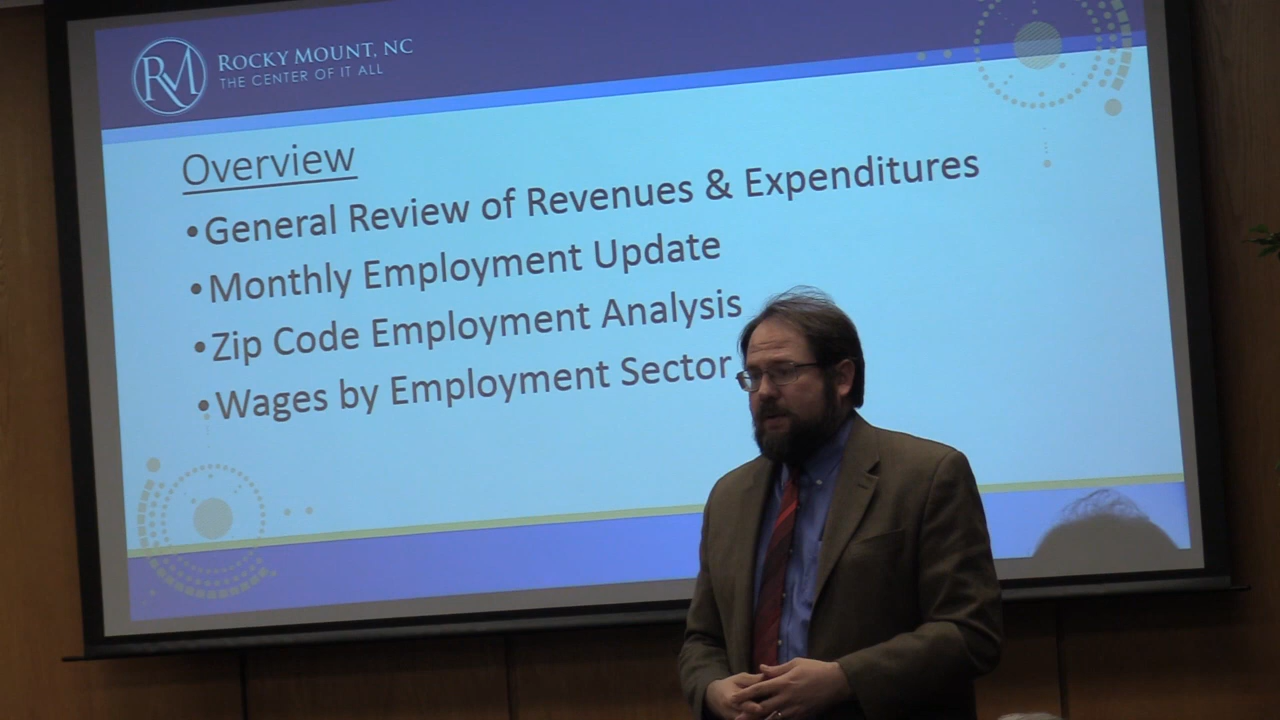 RM
ROCKY MOUNT, NC
THE CENTER OF IT ALL
Overview
•General Review of Revenues & Expenditures
•Monthly Employment Update
•Zip Code Employment Analysis
•Wages by Employment Sector